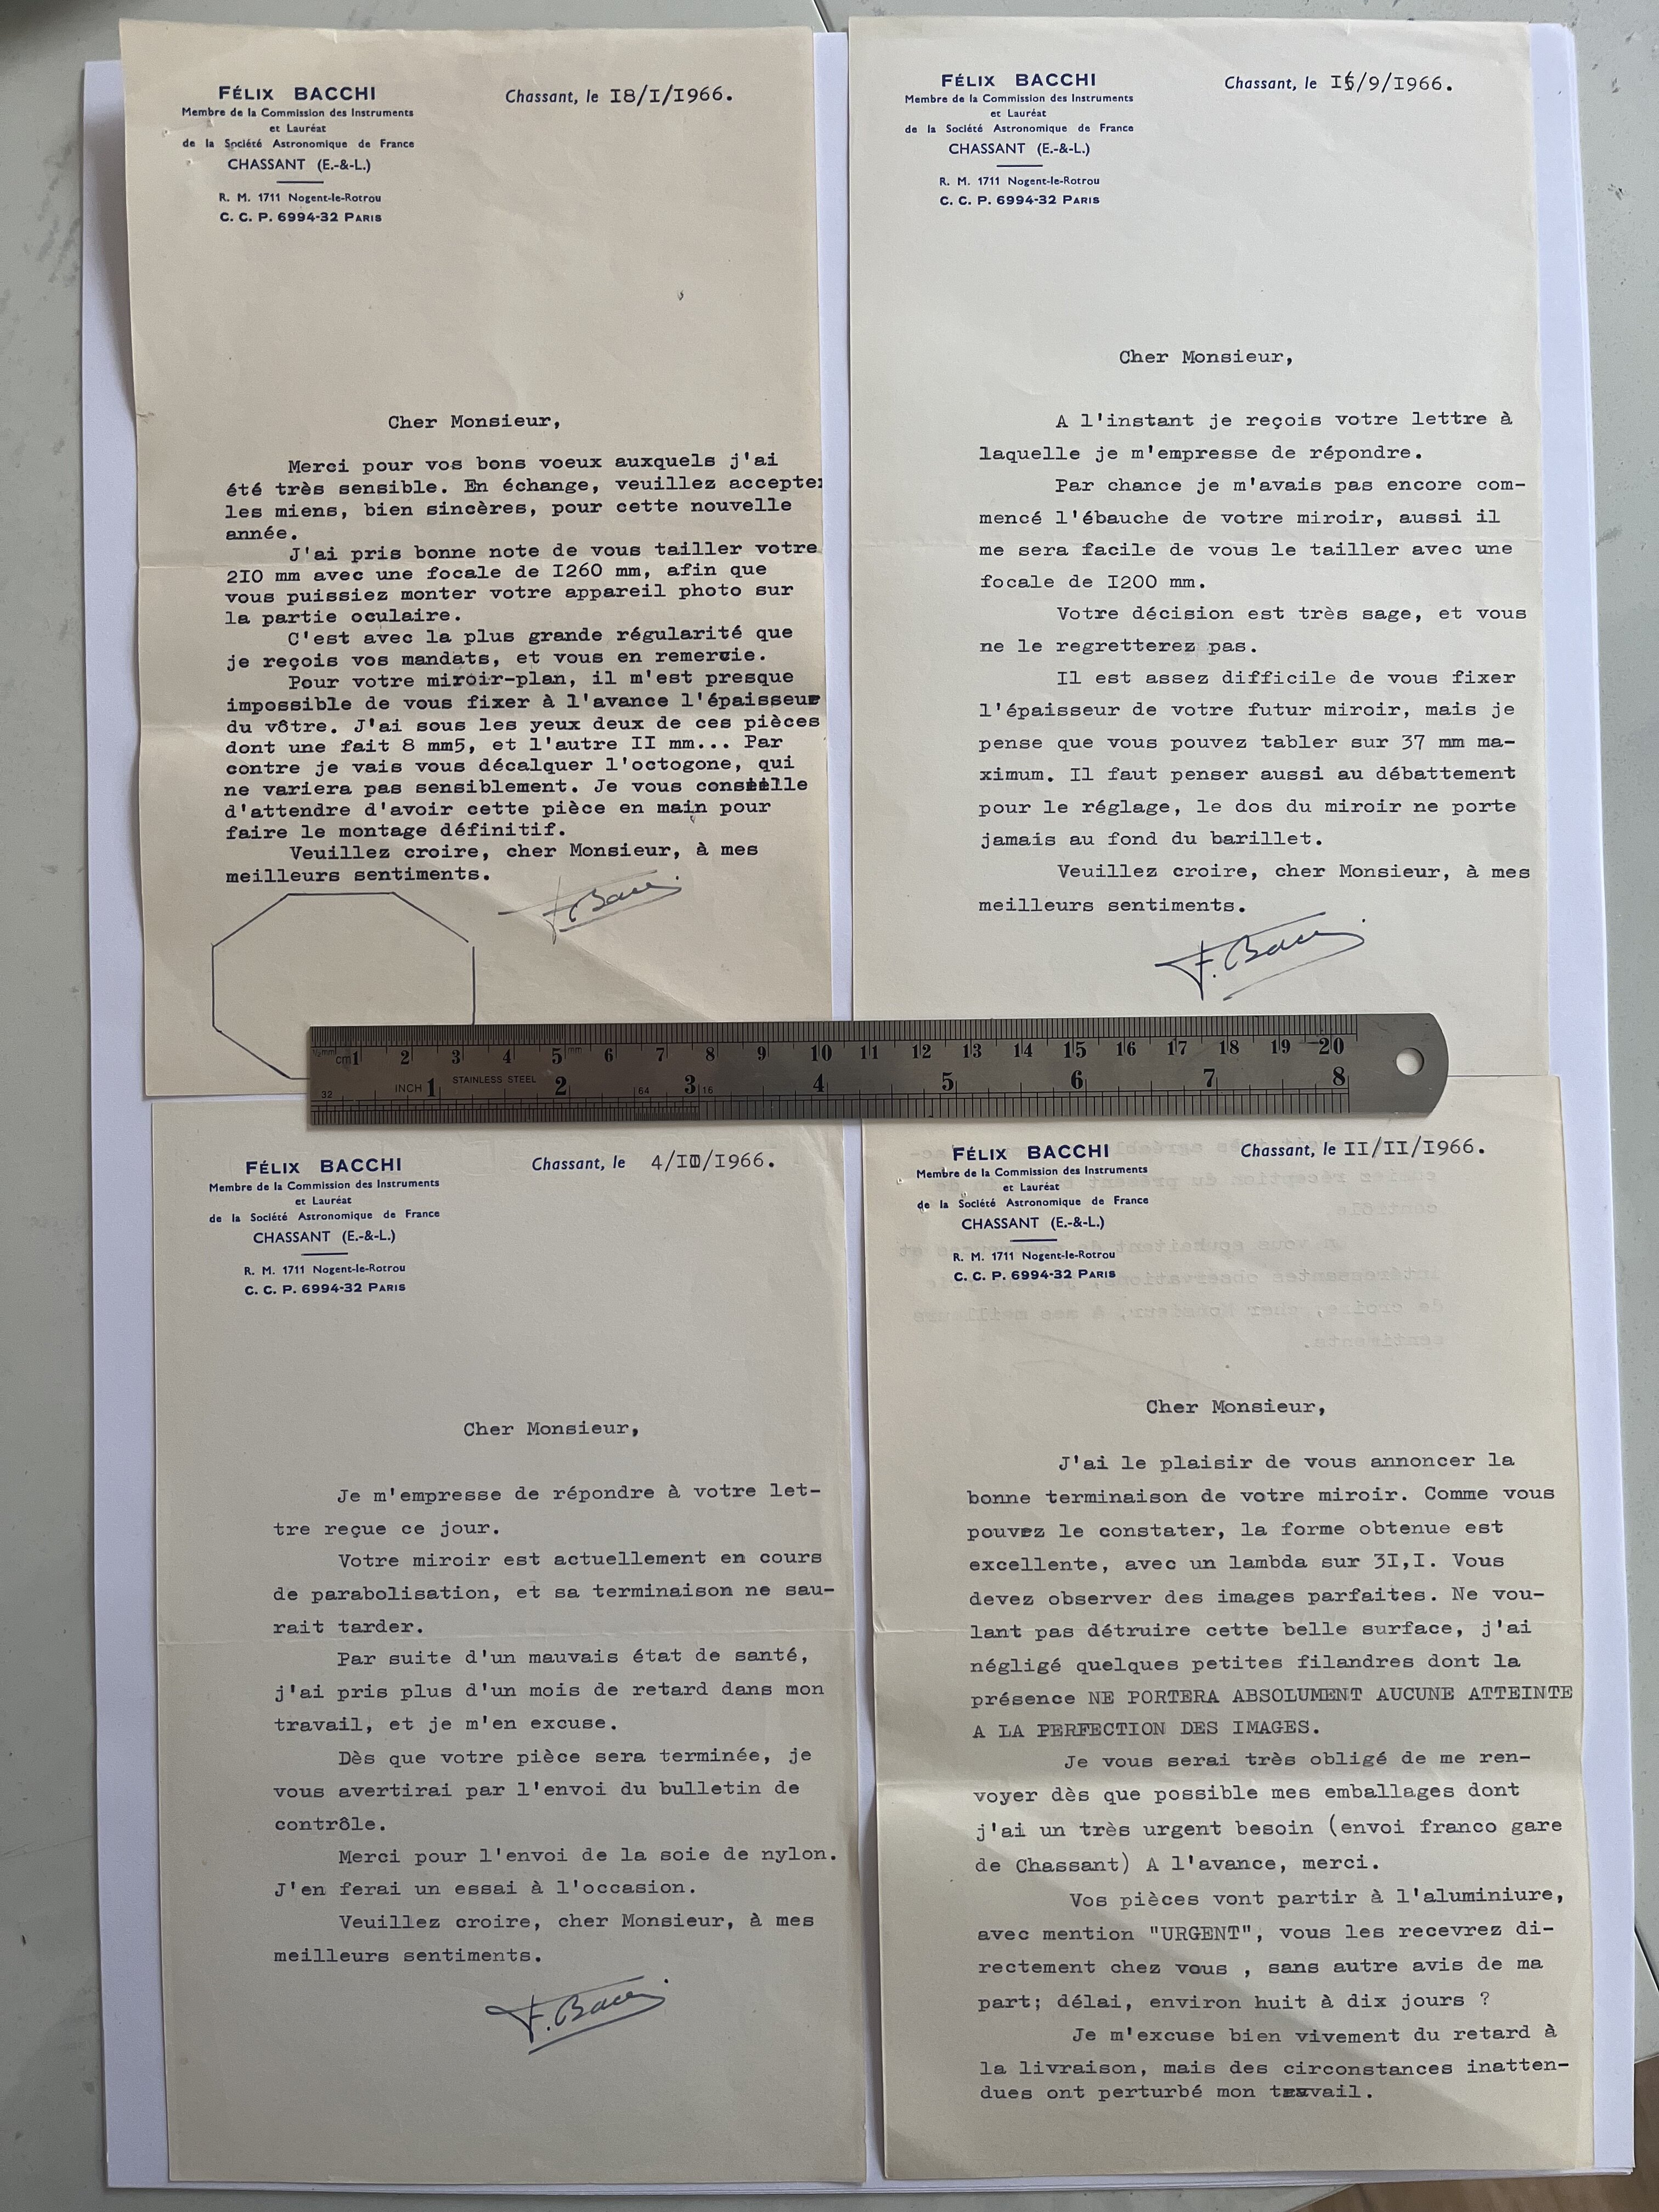 FÉLIX BACCHI
Membre de la Commission des Instruments
et Lauréat
de la Société Astronomique de France
CHASSANT (E.-&-L.)
R. M. 1711 Nogent-le-Rotrou
C. C. P. 6994-32 PARIS
Chassant, le I8/I/I966.
Cher Monsieur,
Merci pour vos bons voeux auxquels j'ai
été très sensible. En échange, veuillez accepter
les miens, bien sincères, pour cette nouvelle
année.
J'ai pris bonne note de vous tailler votre
2I0 mm avec une focale de I260 mm, afin que
vous puissiez monter votre appareil photo sur
la partie oculaire.
C'est avec la plus grande régularité que
je reçois vos mandats, et vous en remercie.
Pour votre miroir-plan, il m'est presque
impossible de vous fixer à l'avance l'épaisseur
du vôtre. J'ai sous les yeux deux de ces pièces
dont une fait 8 mm5, et l'autre II mm... Par
contre je vais vous décalquer l'octogone, qui
ne variera pas sensiblement. Je vous conseille
d'attendre d'avoir cette pièce en main pour
faire le montage définitif.
Veuillez croire, cher Monsieur, à mes
meilleurs sentiments.
F. Bacchi
FÉLIX BACCHI
Membre de la Commission des Instruments
et Lauréat
de la Société Astronomique de France
CHASSANT (E.-&-L.)
R. M. 1711 Nogent-le-Rotrou
C. C. P. 6994-32 PARIS
Chassant, le /9/I966.
Cher Monsieur,
A l'instant je reçois votre lettre à
laquelle je m'empresse de répondre.
Par chance je m'avais pas encore com-
mencé l'ébauche de votre miroir, aussi il
me sera facile de vous le tailler avec une
focale de I200 mm.
Votre décision est très sage, et vous
ne le regretterez pas.
Il est assez difficile de vous fixer
l'épaisseur de votre futur miroir, mais je
pense que vous pouvez tabler sur 37 mm ma-
ximum. Il faut penser aussi au débattement
pour le réglage, le dos du miroir ne porte
jamais au fond du barillet.
Veuillez croire, cher Monsieur, à mes
meilleurs sentiments.
F. Bacchi
½mm cm 1 2 3 4 5 mm 6 7 8 9 10 11 12 13 14 15 16 17 18 19 20
32 INCH 1 STAINLESS STEEL 2 64 3 16 4 5 6 7 8
FÉLIX BACCHI
Membre de la Commission des Instruments
et Lauréat
de la Société Astronomique de France
CHASSANT (E.-&-L.)
R. M. 1711 Nogent-le-Rotrou
C. C. P. 6994-32 PARIS
Chassant, le 4/I0/I966.
Cher Monsieur,
Je m'empresse de répondre à votre let-
tre reçue ce jour.
Votre miroir est actuellement en cours
de parabolisation, et sa terminaison ne sau-
rait tarder.
Par suite d'un mauvais état de santé,
j'ai pris plus d'un mois de retard dans mon
travail, et je m'en excuse.
Dès que votre pièce sera terminée, je
vous avertirai par l'envoi du bulletin de
contrôle.
Merci pour l'envoi de la soie de nylon.
J'en ferai un essai à l'occasion.
Veuillez croire, cher Monsieur, à mes
meilleurs sentiments.
F. Bacchi
FÉLIX BACCHI
Membre de la Commission des Instruments
et Lauréat
de la Société Astronomique de France
CHASSANT (E.-&-L.)
R. M. 1711 Nogent-le-Rotrou
C. C. P. 6994-32 PARIS
Chassant, le II/II/I966.
Cher Monsieur,
J'ai le plaisir de vous annoncer la
bonne terminaison de votre miroir. Comme vous
pouvez le constater, la forme obtenue est
excellente, avec un lambda sur 3I,I. Vous
devez observer des images parfaites. Ne vou-
lant pas détruire cette belle surface, j'ai
négligé quelques petites filandres dont la
présence NE PORTERA ABSOLUMENT AUCUNE ATTEINTE
A LA PERFECTION DES IMAGES.
Je vous serai très obligé de me ren-
voyer dès que possible mes emballages dont
j'ai un très urgent besoin (envoi franco gare
de Chassant) A l'avance, merci.
Vos pièces vont partir à l'aluminiure,
avec mention "URGENT", vous les recevrez di-
rectement chez vous , sans autre avis de ma
part; délai, environ huit à dix jours ?
Je m'excuse bien vivement du retard à
la livraison, mais des circonstances inatten-
dues ont perturbé mon travail.